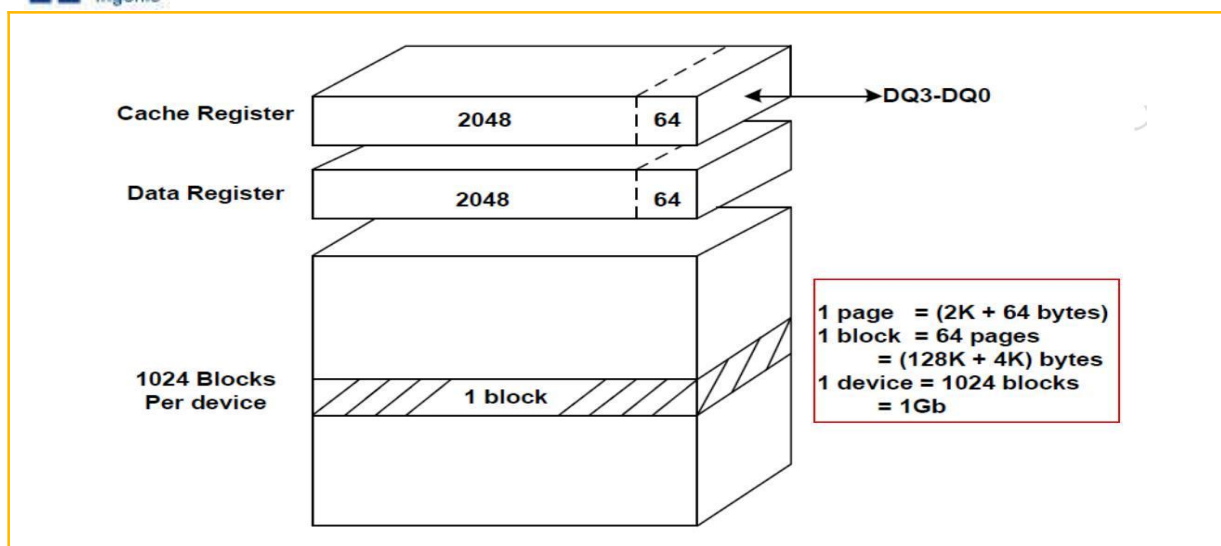 Cache Register
2048
64
DQ3-DQ0
Data Register
2048
64
1 page = (2K + 64 bytes)
1 block = 64 pages
= (128K + 4K) bytes
1 device = 1024 blocks
= 1Gb
1024 Blocks
Per device
1 block